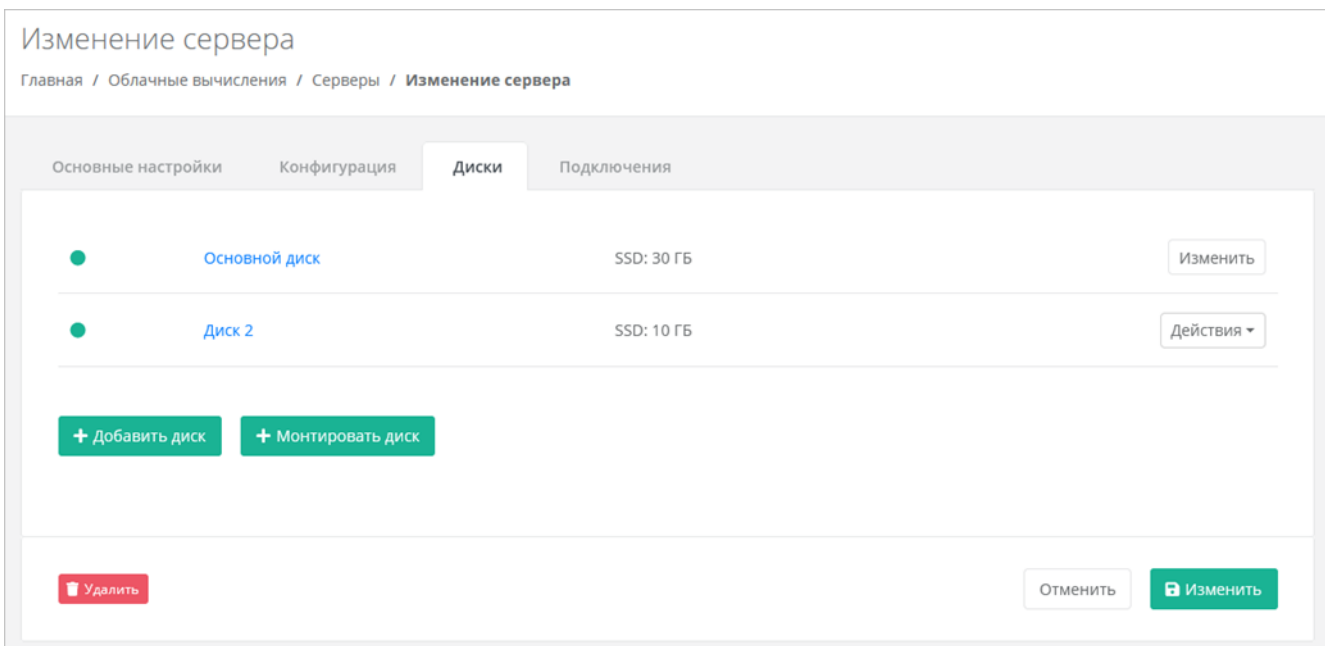 Изменение сервера
Главная / Облачные вычисления / Серверы / Изменение сервера
Основные настройки Конфигурация Диски Подключения
Основной диск SSD: 30 ГБ Изменить
Диск 2 SSD: 10 ГБ Действия
+ Добавить диск + Монтировать диск
Удалить Отменить Изменить